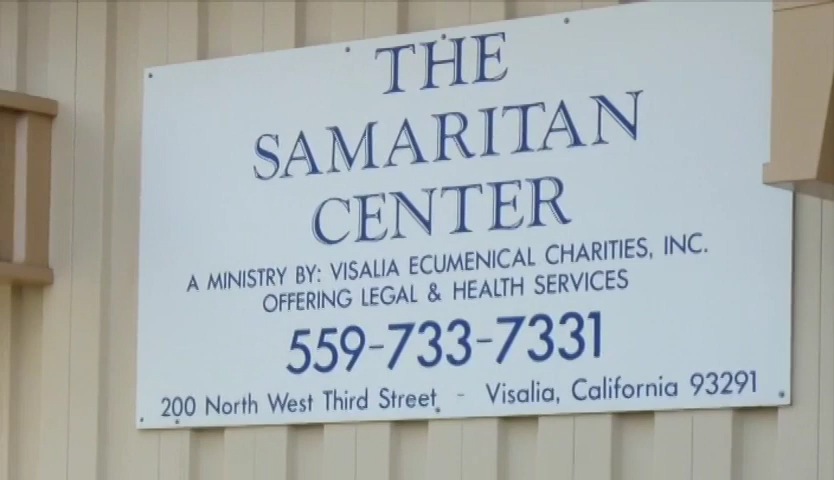 THE
SAMARITAN
CENTER
A MINISTRY BY: VISALIA ECUMENICAL CHARITIES, INC.
OFFERING LEGAL & HEALTH SERVICES
559-733-7331
200 North West Third Street - Visalia, California 93291